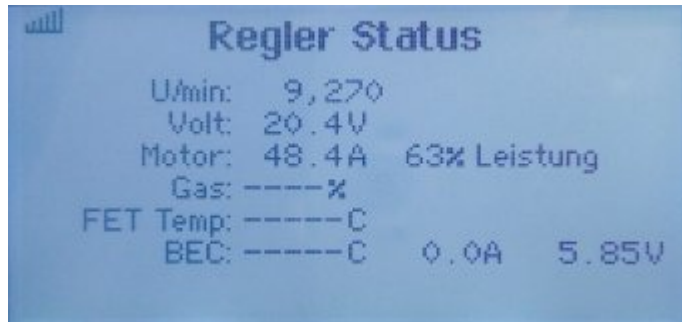 Regler Status
U/min: 9,270
Volt: 20.4V
Motor: 48.4A 63% Leistung
Gas: ----%
FET Temp: -----C
BEC: -----C 0.0A 5.85V